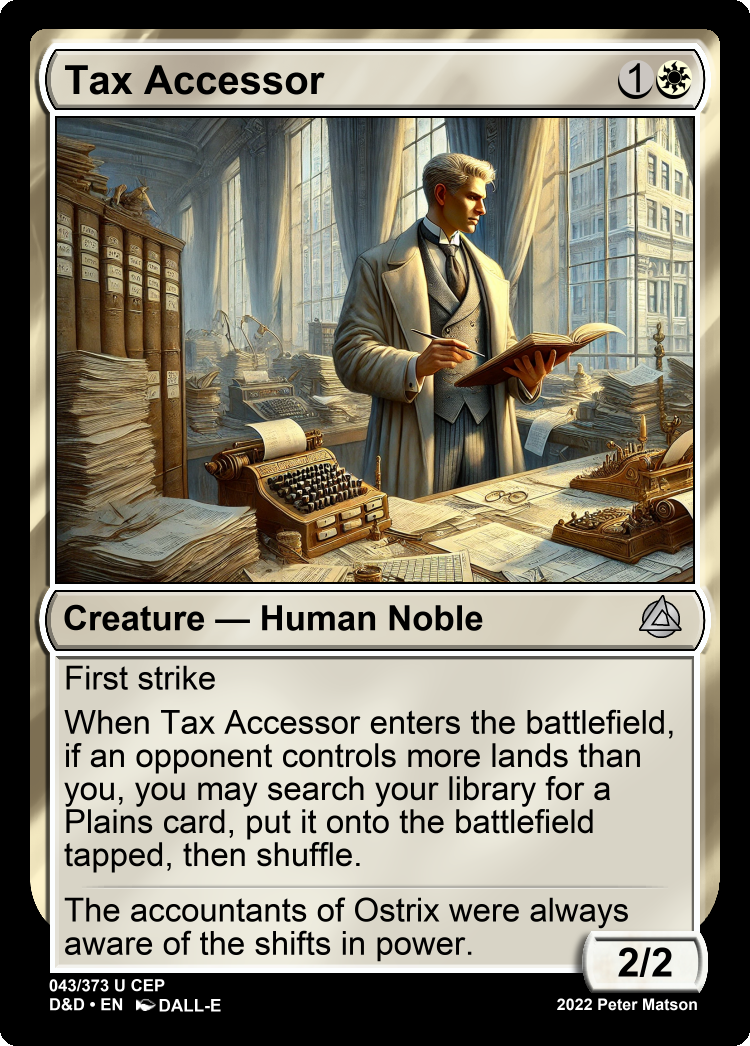 Tax Accessor 1
Creature — Human Noble
First strike
When Tax Accessor enters the battlefield,
if an opponent controls more lands than
you, you may search your library for a
Plains card, put it onto the battlefield
tapped, then shuffle.
The accountants of Ostrix were always
aware of the shifts in power.
2/2
043/373 U CEP
D&D • EN DALL-E
2022 Peter Matson